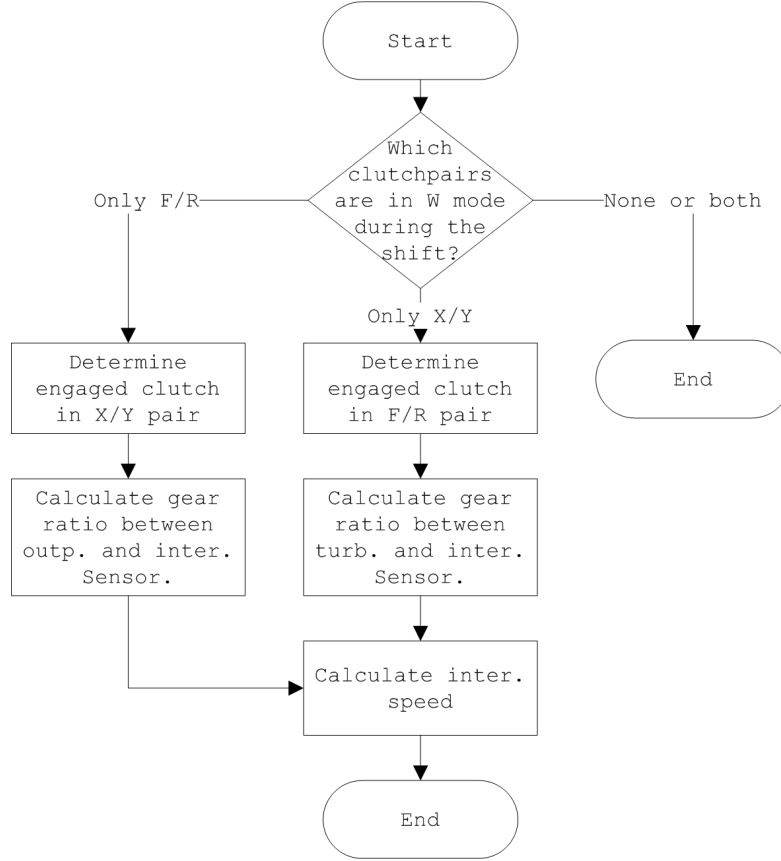 Start
Which
clutchpairs
are in W mode
during the
shift?
Only F/R
None or both
Only X/Y
Determine
engaged clutch
in X/Y pair
Determine
engaged clutch
in F/R pair
End
Calculate gear
ratio between
outp. and inter.
Sensor.
Calculate gear
ratio between
turb. and inter.
Sensor.
Calculate inter.
speed
End